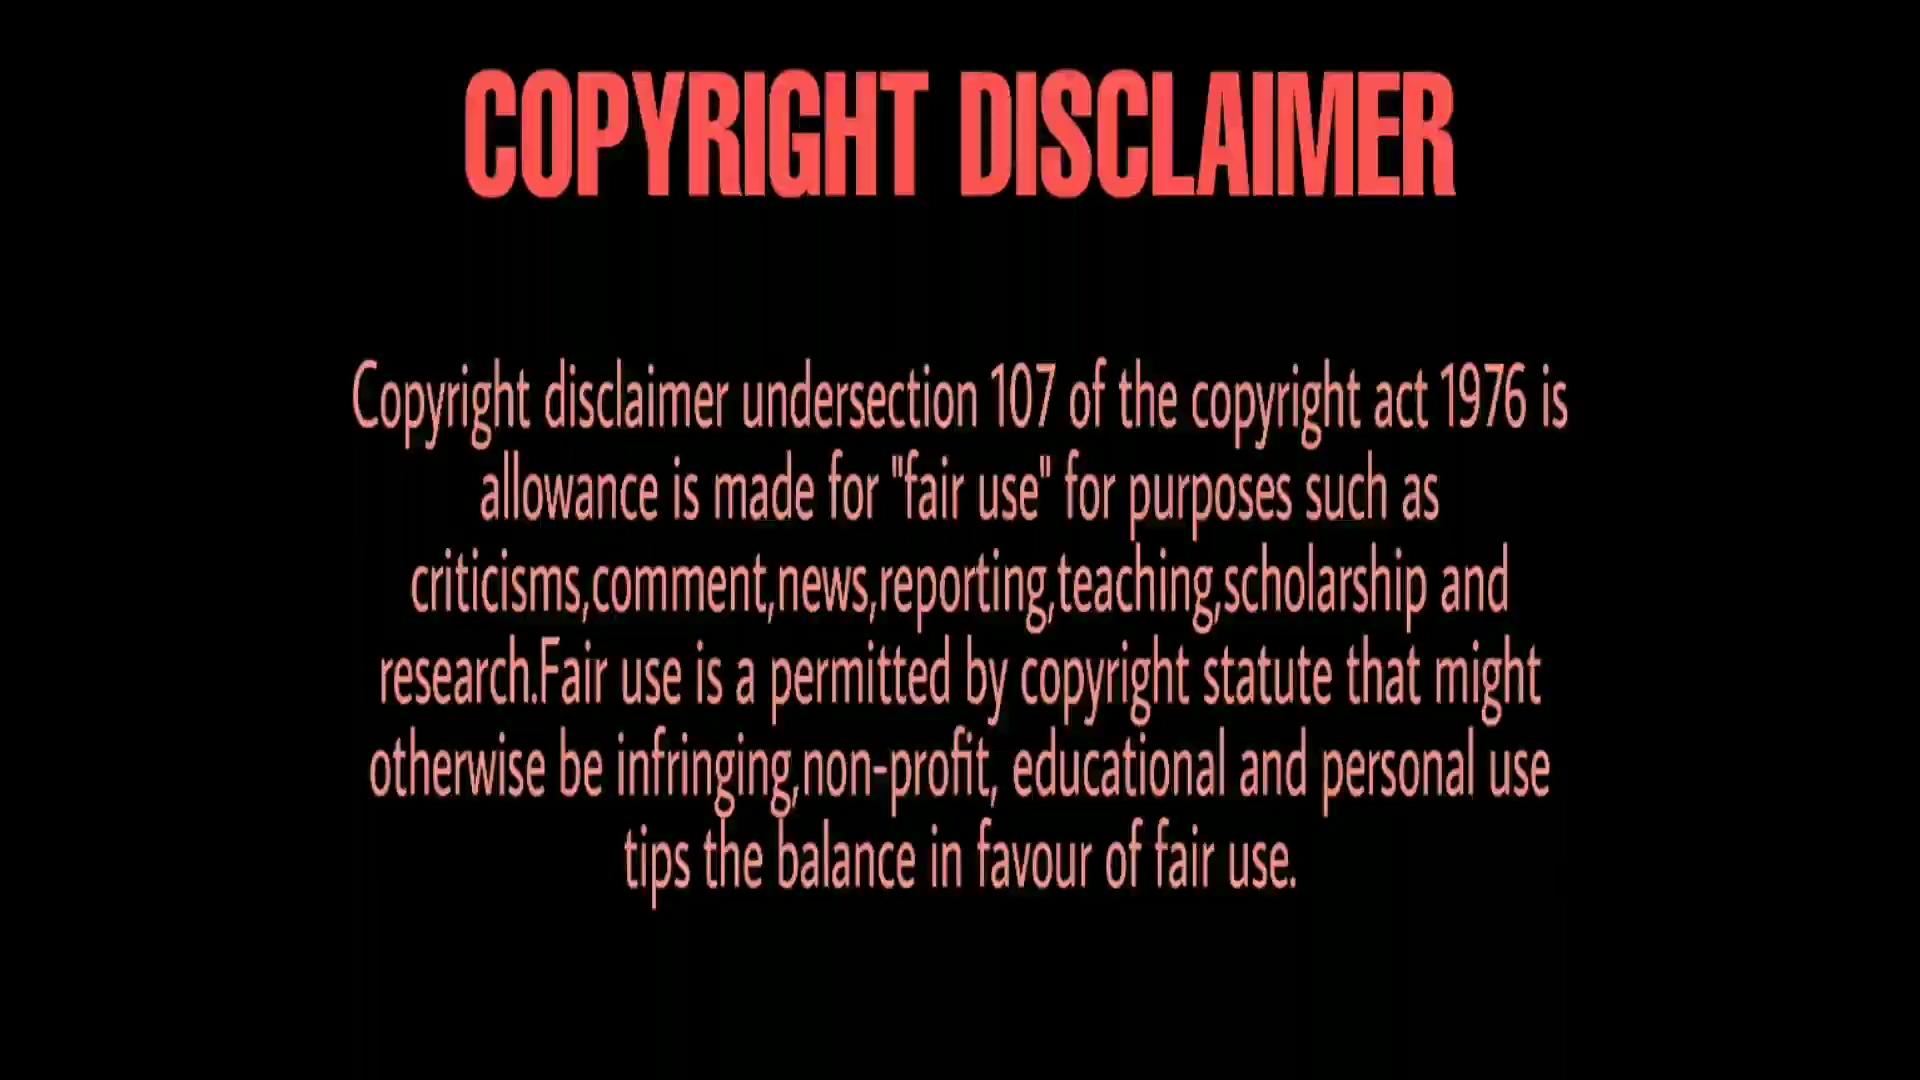 COPYRIGHT DISCLAIMER
Copyright disclaimer undersection 107 of the copyright act 1976 is
allowance is made for "fair use" for purposes such as
criticisms,comment,news,reporting,teaching,scholarship and
research.Fair use is a permitted by copyright statute that might
otherwise be infringing,non-profit, educational and personal use
tips the balance in favour of fair use.